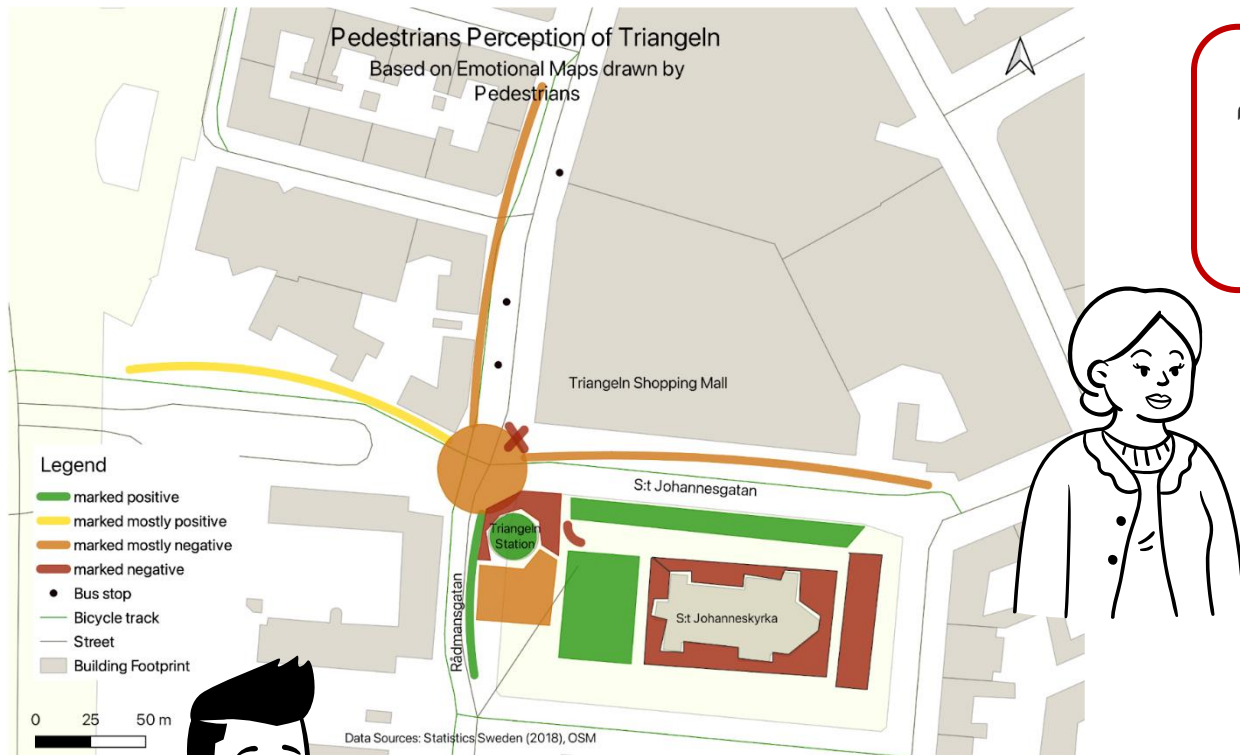 Pedestrians Perception of Triangeln
Based on Emotional Maps drawn by
Pedestrians
Triangeln Shopping Mall
Legend
marked positive
marked mostly positive
marked mostly negative
marked negative
Bus stop
Bicycle track
Street
Building Footprint
S:t Johannesgatan
Triangeln
Station
S:t Johanneskyrka
Rådmansgatan
0 25 50 m
Data Sources: Statistics Sweden (2018), OSM